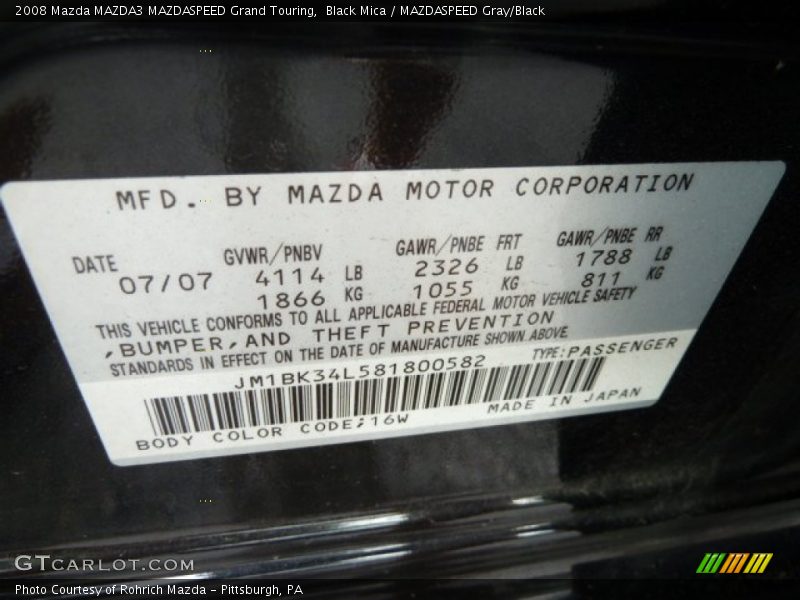 2008 Mazda MAZDA3 MAZDASPEED Grand Touring, Black Mica / MAZDASPEED Gray/Black
MFD. BY MAZDA MOTOR CORPORATION
DATE GVWR/PNBV GAWR/PNBE FRT GAWR/PNBE RR
07/07 4114 LB 2326 LB 1788 LB
1866 KG 1055 KG 811 KG
THIS VEHICLE CONFORMS TO ALL APPLICABLE FEDERAL MOTOR VEHICLE SAFETY
,BUMPER,AND THEFT PREVENTION
STANDARDS IN EFFECT ON THE DATE OF MANUFACTURE SHOWN ABOVE.
JM1BK34L581800582 TYPE:PASSENGER
BODY COLOR CODE;16W MADE IN JAPAN
GTCARLOT.COM
Photo Courtesy of Rohrich Mazda - Pittsburgh, PA